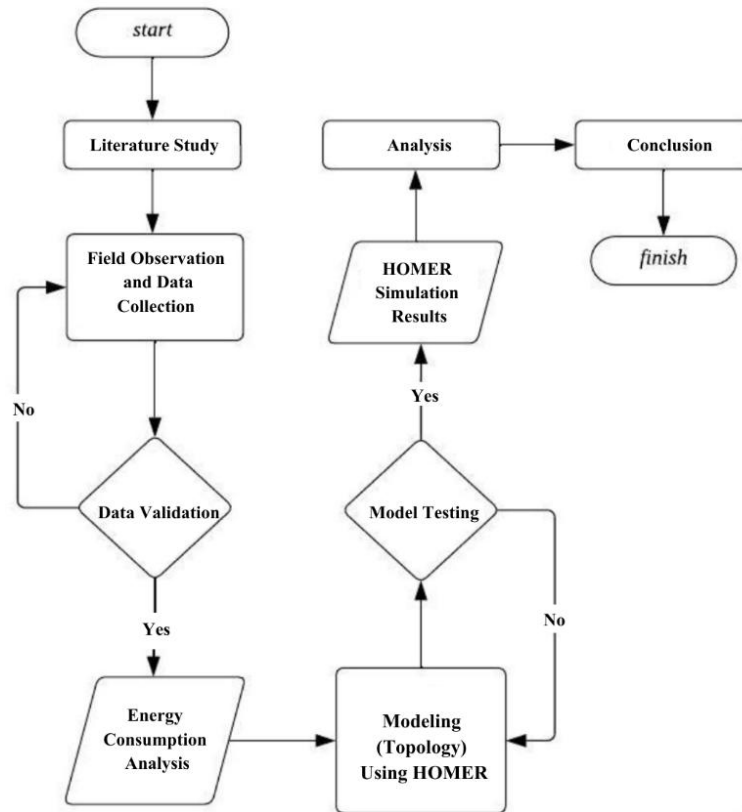 start
Literature Study
Field Observation
and Data
Collection
No
Data Validation
Yes
Energy
Consumption
Analysis
Modeling
(Topology)
Using HOMER
No
Model Testing
Yes
HOMER
Simulation
Results
Analysis
Conclusion
finish